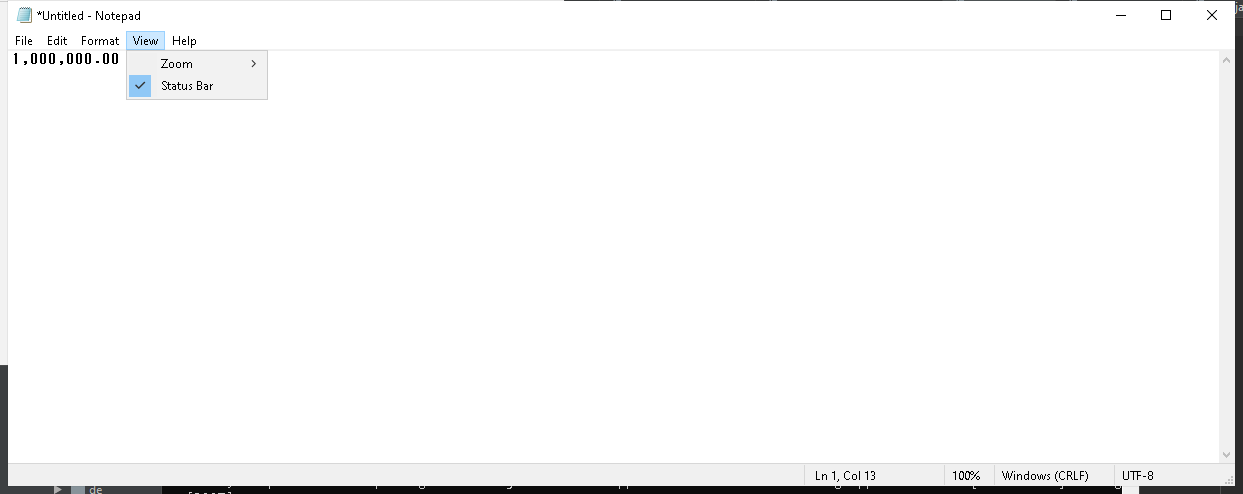 *Untitled - Notepad
File Edit Format View Help
1,000,000.00
Zoom
Status Bar
Ln 1, Col 13 100% Windows (CRLF) UTF-8
de